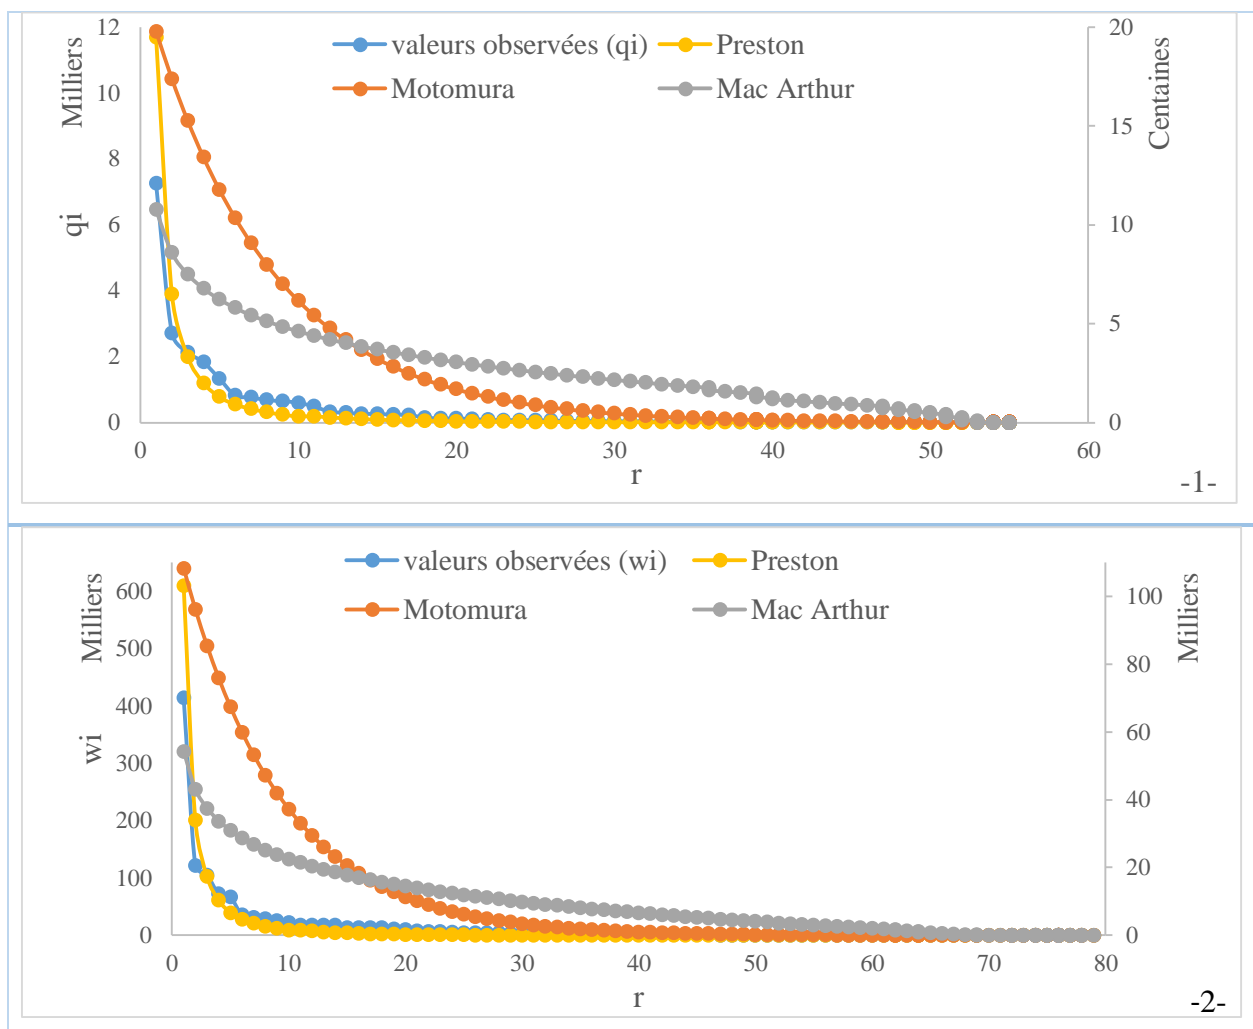 valeurs observées (qi) Preston
Motomura Mac Arthur
Milliers
qi
12
10
8
6
4
2
0
Centaines
20
15
10
5
0
0 10 20 30 40 50 60
r
-1-
valeurs observées (wi) Preston
Motomura Mac Arthur
Milliers
wi
600
500
400
300
200
100
0
Milliers
100
80
60
40
20
0
0 10 20 30 40 50 60 70 80
r
-2-